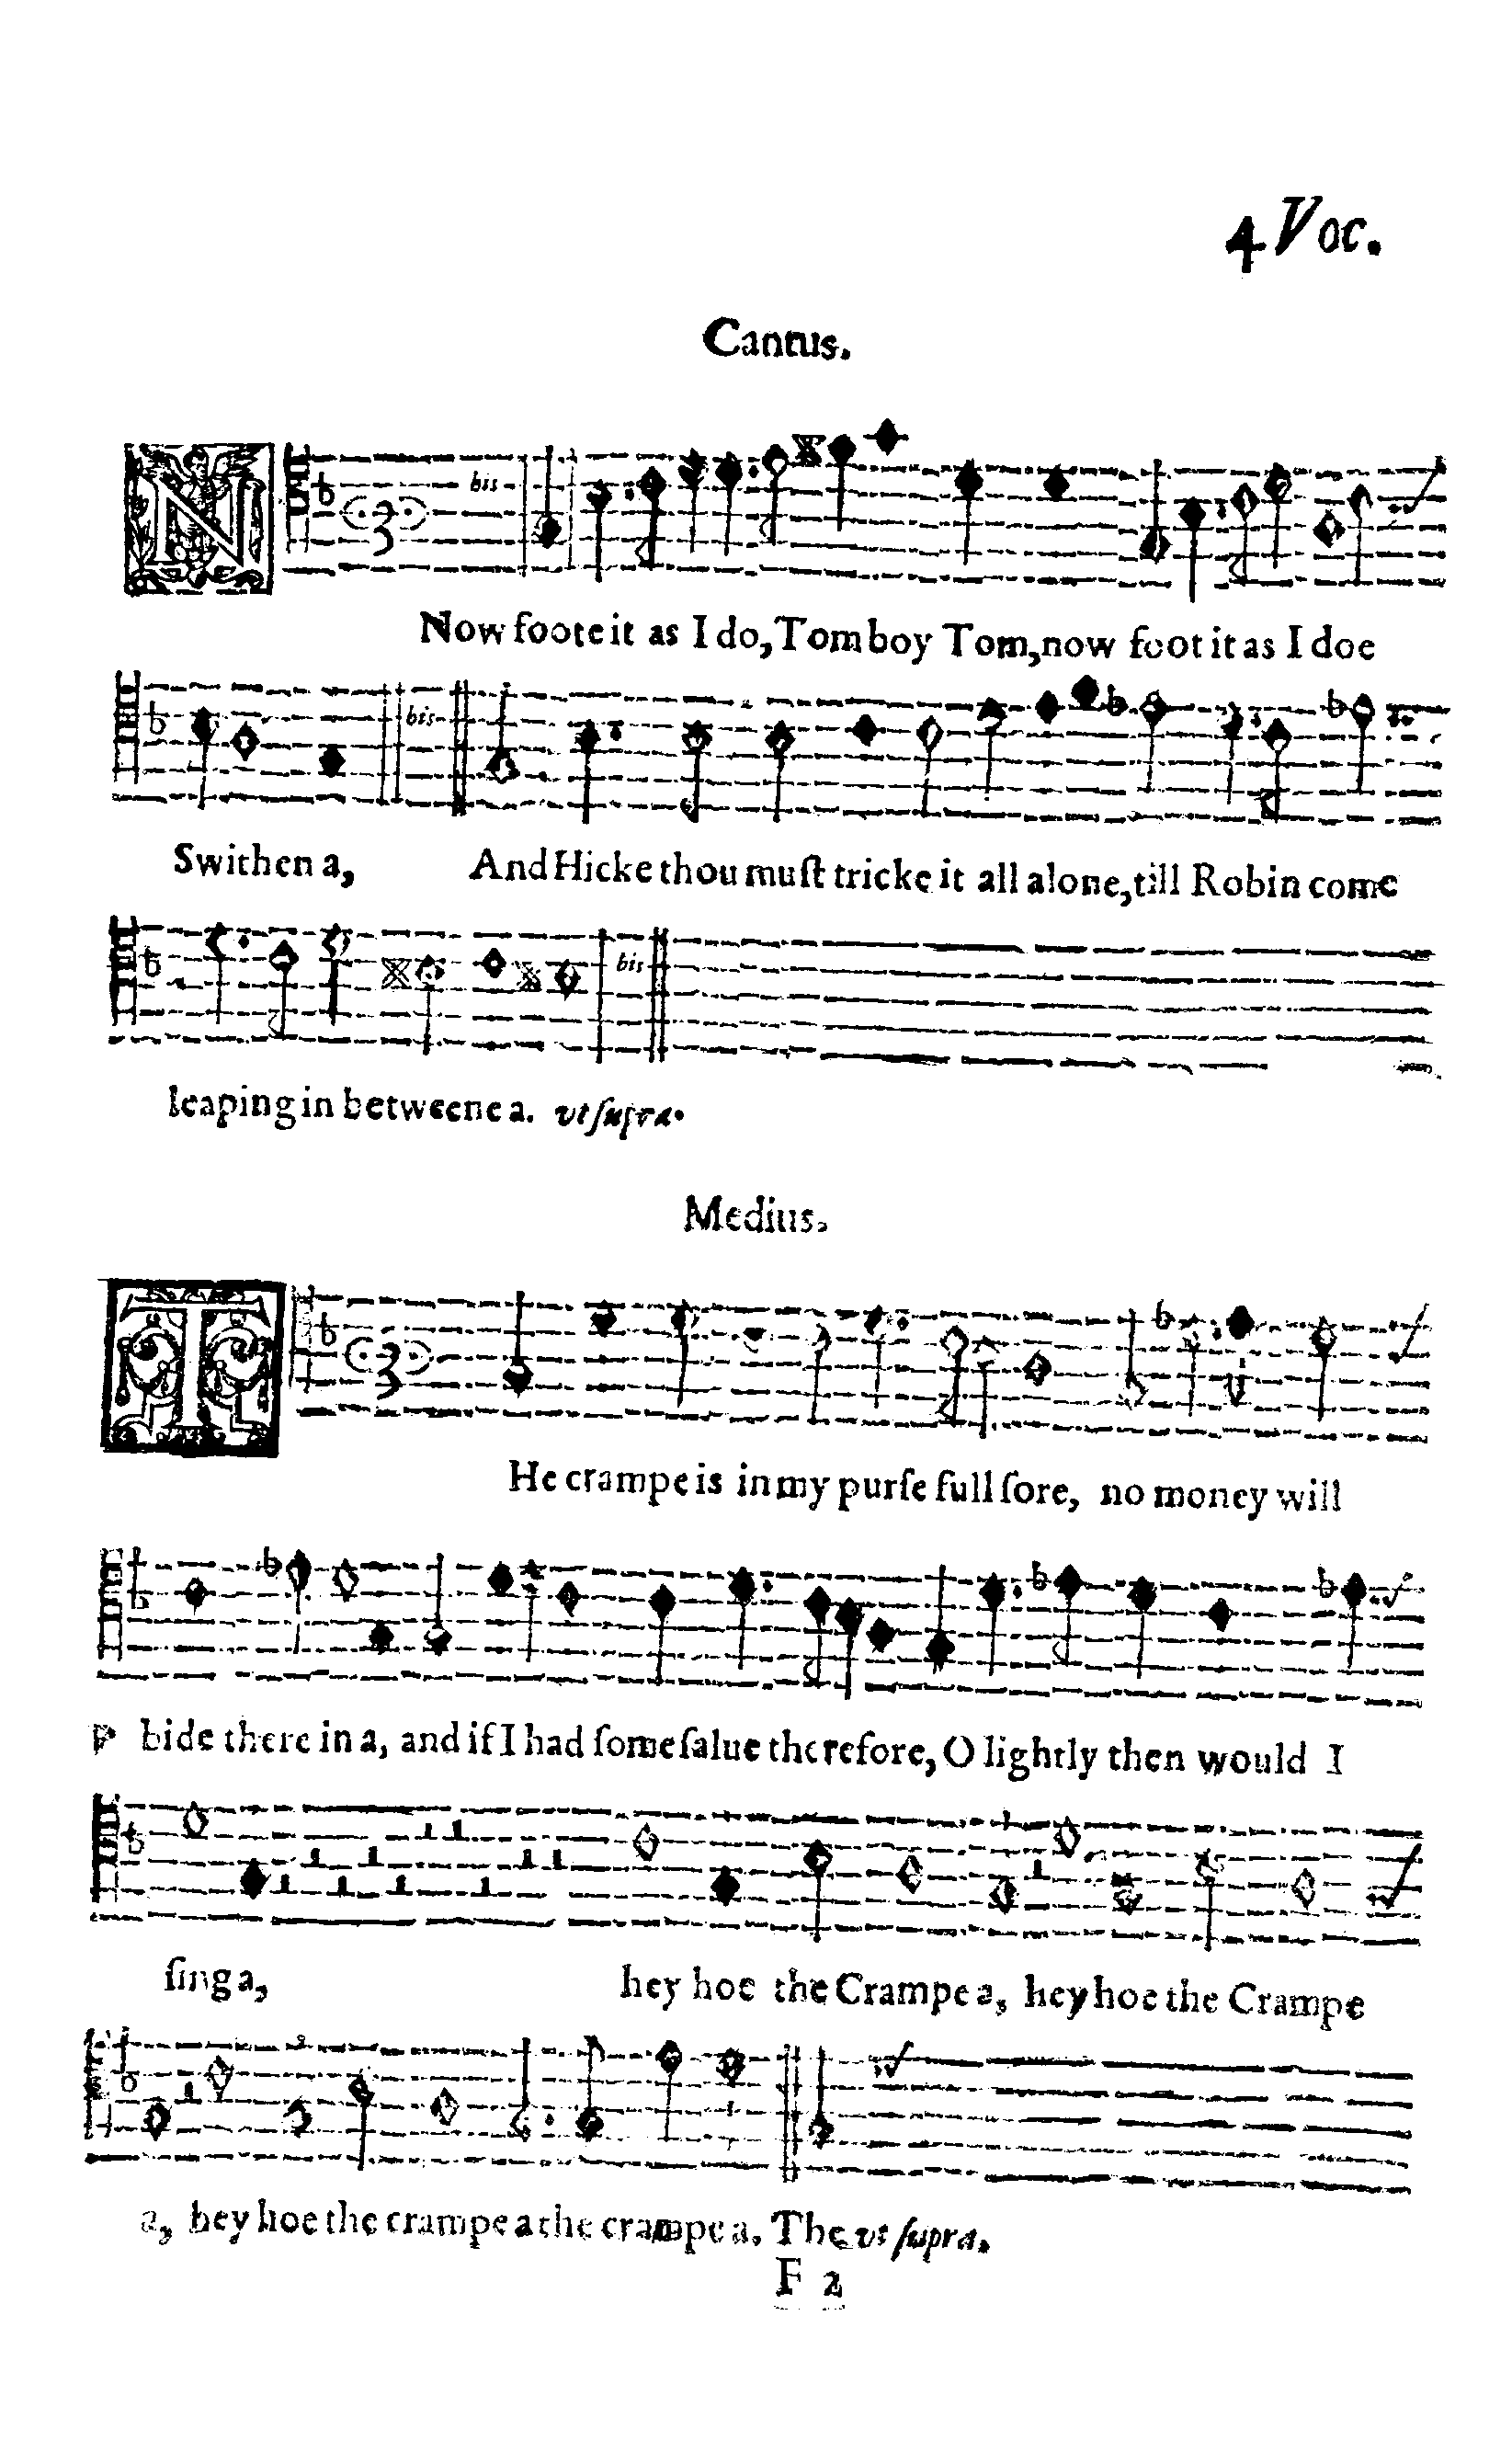 4 Voc.
Cantus.
bis
Now foote it as I do, Tom boy Tom, now foot it as I doe
bis
Swithen a, And Hicke thou muſt tricke it all alone, till Robin come
bis
leaping in betweene a. vt ſupra.
Medius.
THe crampe is in my purſe full ſore, no money will
bide there in a, and if I had ſome ſalue therefore, O lightly then would I
ſing a, hey hoe the Crampe a, hey hoe the Crampe
a, hey hoe the crampe a the crampe a. The vt ſupra.
F 2